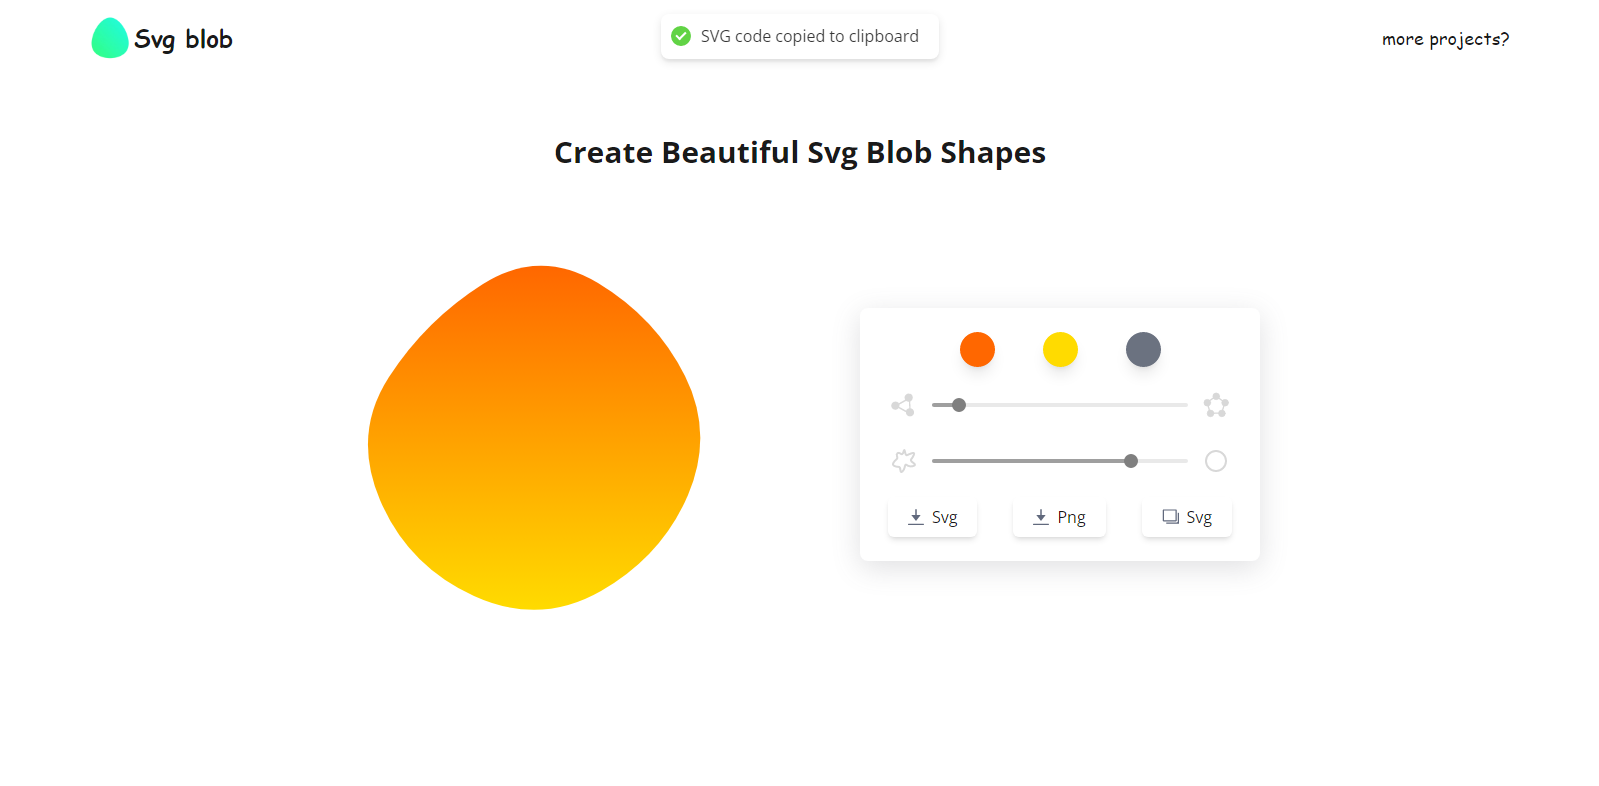 Svg blob
SVG code copied to clipboard
more projects?
Create Beautiful Svg Blob Shapes
Svg
Png
Svg